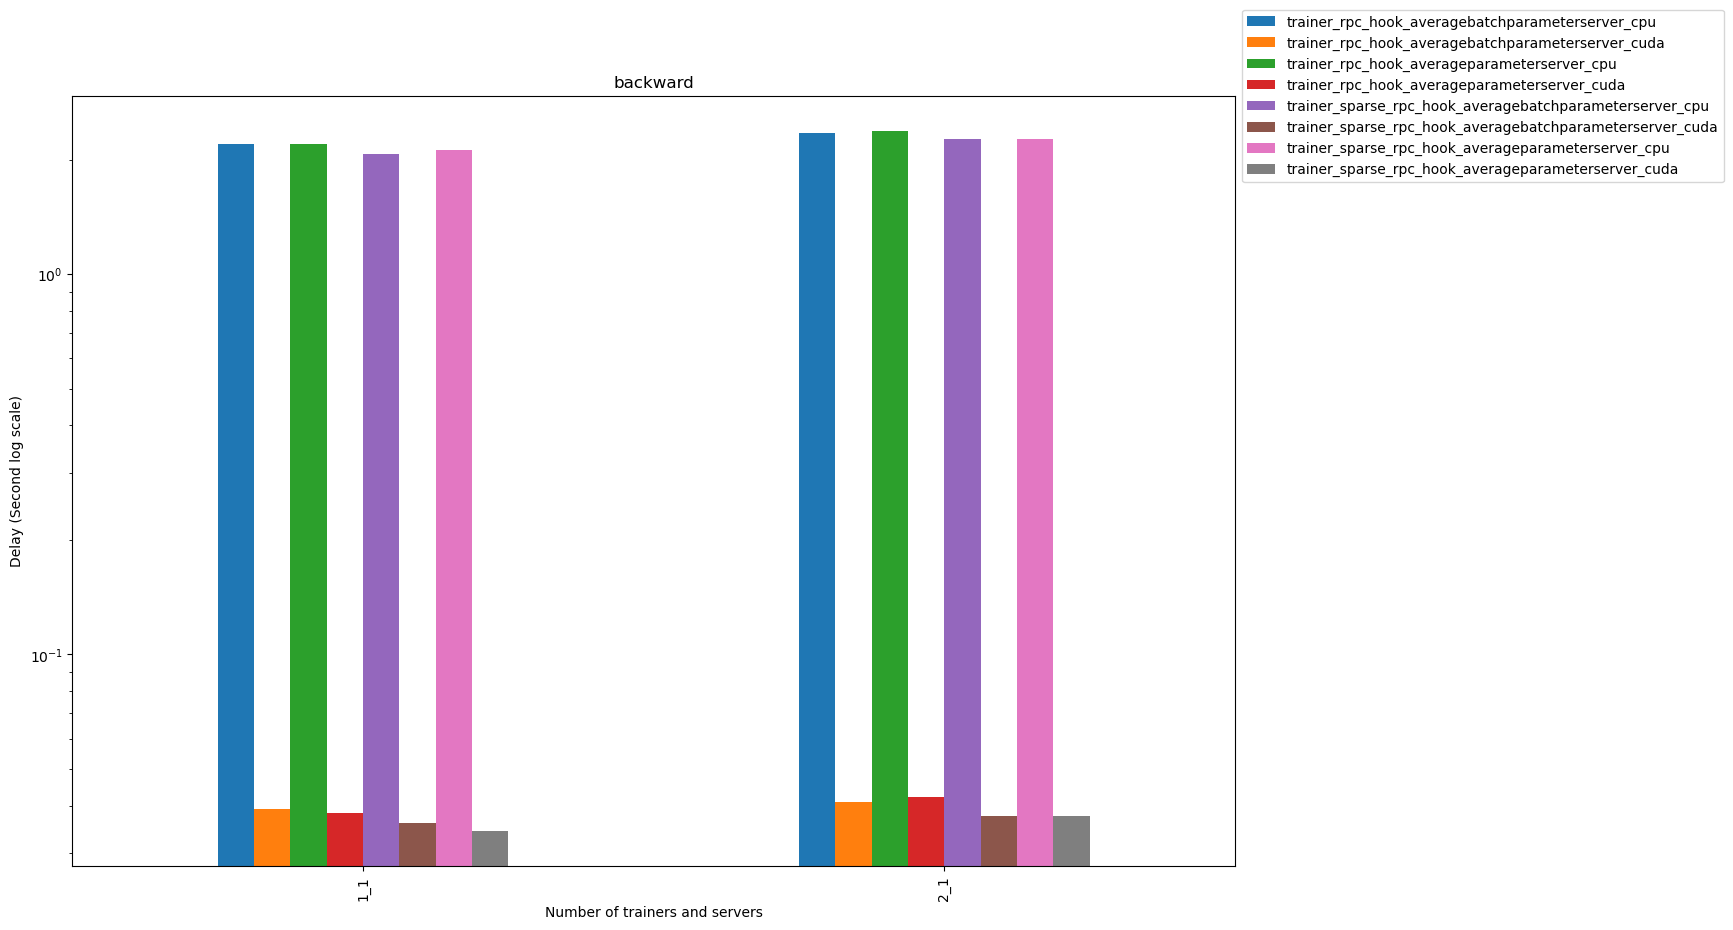 trainer_rpc_hook_averagebatchparameterserver_cpu
trainer_rpc_hook_averagebatchparameterserver_cuda
trainer_rpc_hook_averageparameterserver_cpu
trainer_rpc_hook_averageparameterserver_cuda
trainer_sparse_rpc_hook_averagebatchparameterserver_cpu
trainer_sparse_rpc_hook_averagebatchparameterserver_cuda
trainer_sparse_rpc_hook_averageparameterserver_cpu
trainer_sparse_rpc_hook_averageparameterserver_cuda
backward
10⁰
10⁻¹
Delay (Second log scale)
1_1
2_1
Number of trainers and servers